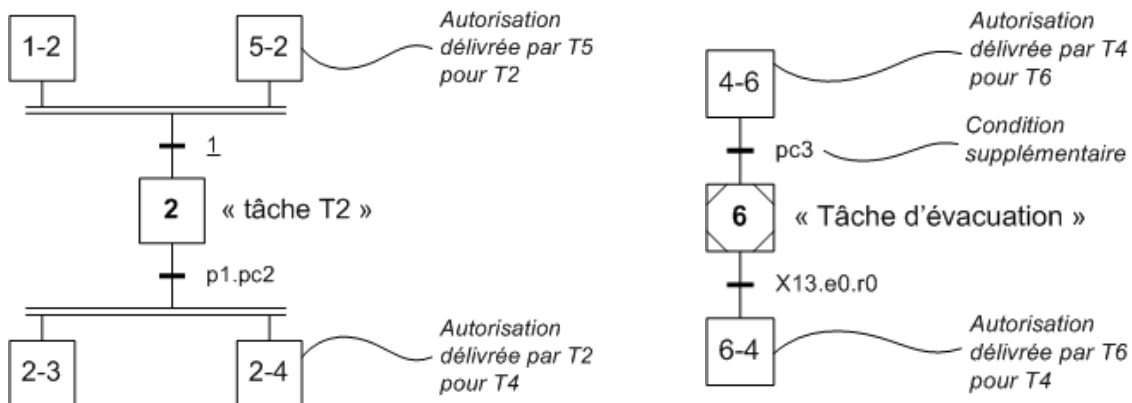 1-2
5-2
Autorisation
délivrée par T5
pour T2
1
2
« tâche T2 »
p1.pc2
2-3
2-4
Autorisation
délivrée par T2
pour T4
4-6
Autorisation
délivrée par T4
pour T6
pc3
Condition
supplémentaire
6
« Tâche d’évacuation »
X13.e0.r0
6-4
Autorisation
délivrée par T6
pour T4